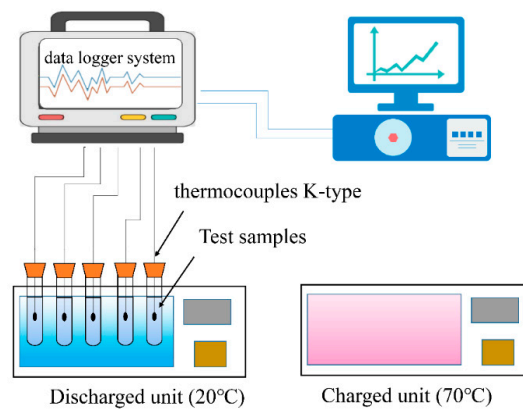 data logger system
thermocouples K-type
Test samples
Discharged unit (20℃)
Charged unit (70℃)